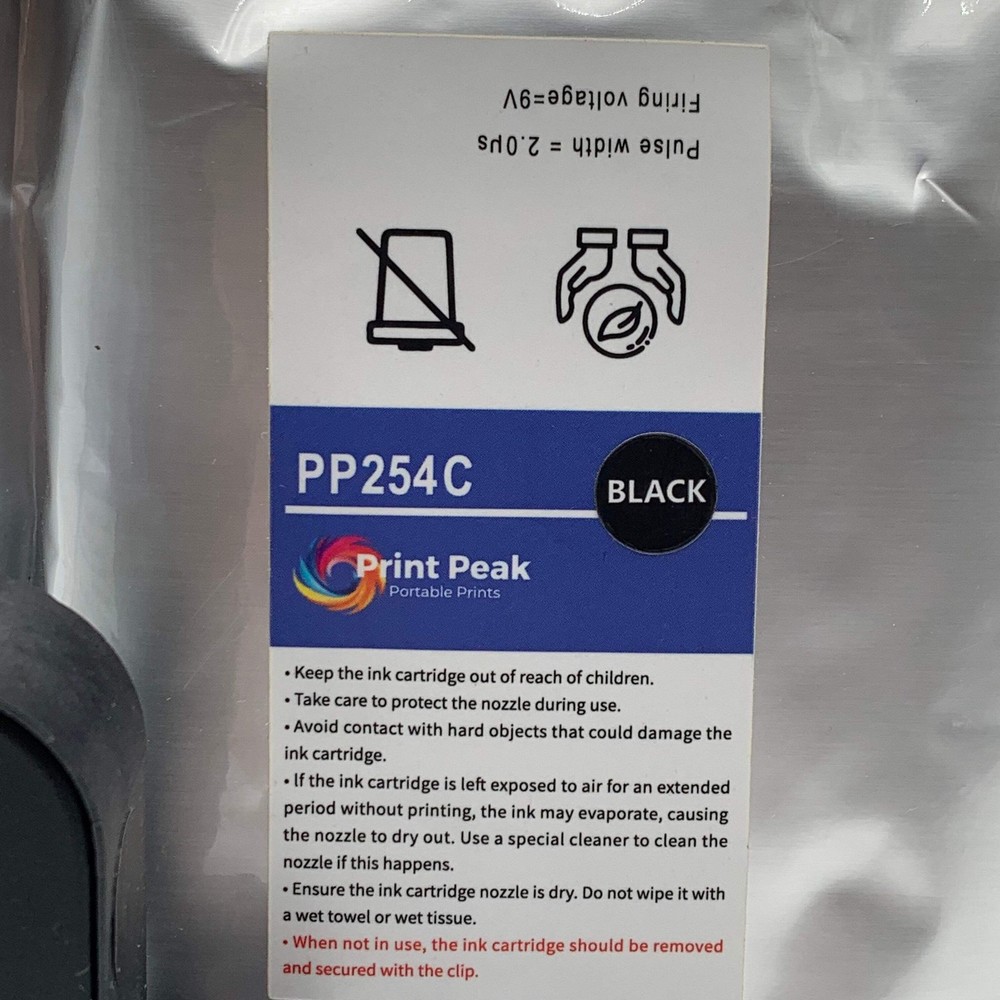 Pulse width = 2.0μs
Firing voltage=9V
PP254C
BLACK
Print Peak
Portable Prints
• Keep the ink cartridge out of reach of children.
• Take care to protect the nozzle during use.
• Avoid contact with hard objects that could damage the
ink cartridge.
• If the ink cartridge is left exposed to air for an extended
period without printing, the ink may evaporate, causing
the nozzle to dry out. Use a special cleaner to clean the
nozzle if this happens.
• Ensure the ink cartridge nozzle is dry. Do not wipe it with
a wet towel or wet tissue.
• When not in use, the ink cartridge should be removed
and secured with the clip.